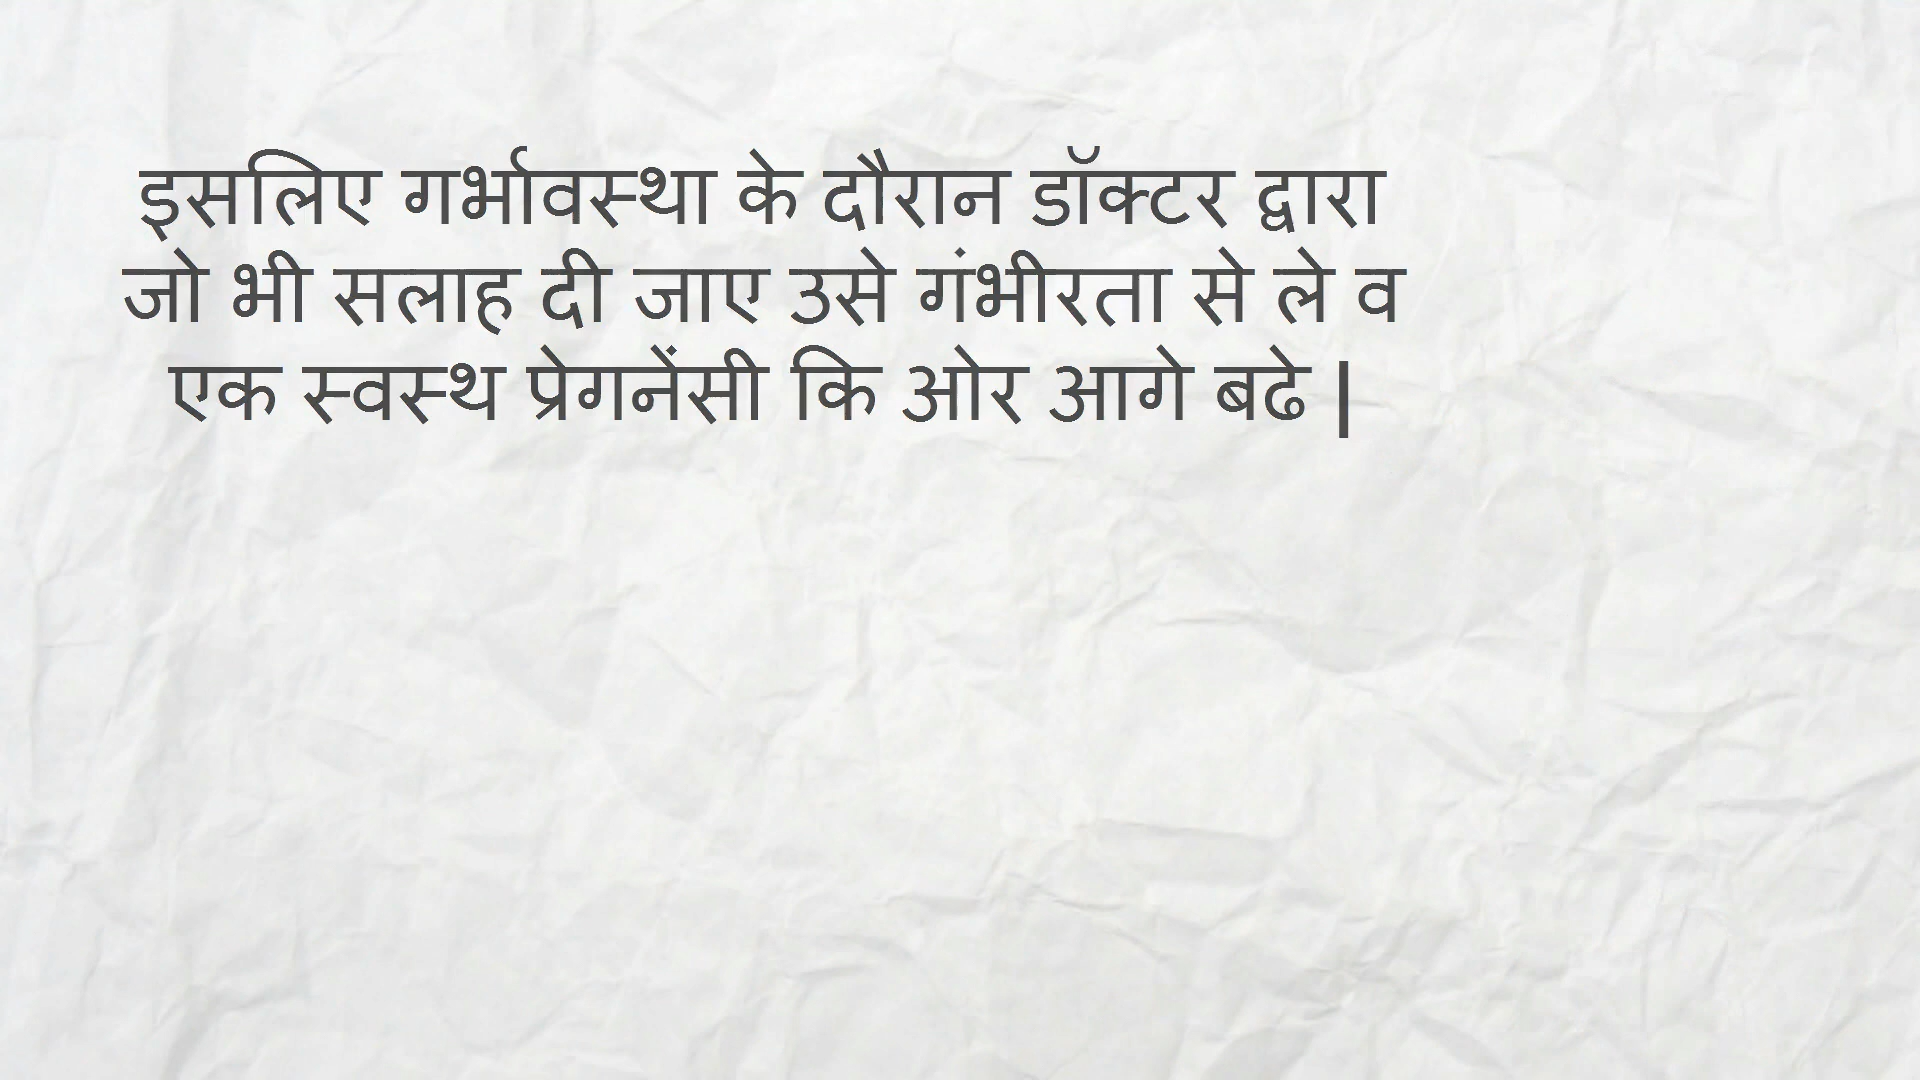 इसलिए गर्भावस्था के दौरान डॉक्टर द्वारा
जो भी सलाह दी जाए उसे गंभीरता से ले व
एक स्वस्थ प्रेगनेंसी कि ओर आगे बढे |